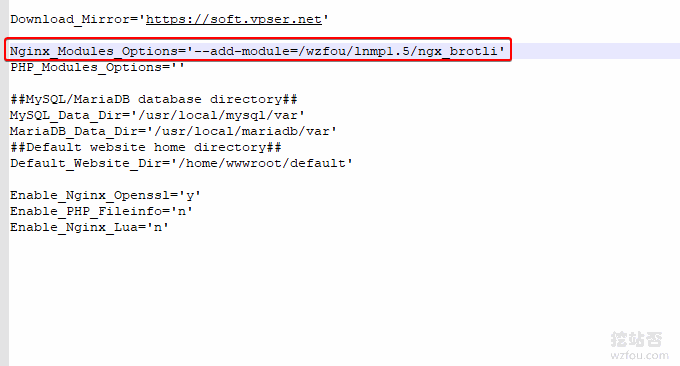 Download_Mirror='https://soft.vpser.net'
Nginx_Modules_Options='--add-module=/wzfou/lnmp1.5/ngx_brotli'
PHP_Modules_Options=''
##MySQL/MariaDB database directory##
MySQL_Data_Dir='/usr/local/mysql/var'
MariaDB_Data_Dir='/usr/local/mariadb/var'
##Default website home directory##
Default_Website_Dir='/home/wwwroot/default'
Enable_Nginx_Openssl='y'
Enable_PHP_Fileinfo='n'
Enable_Nginx_Lua='n'
挖站否
wzfou.com